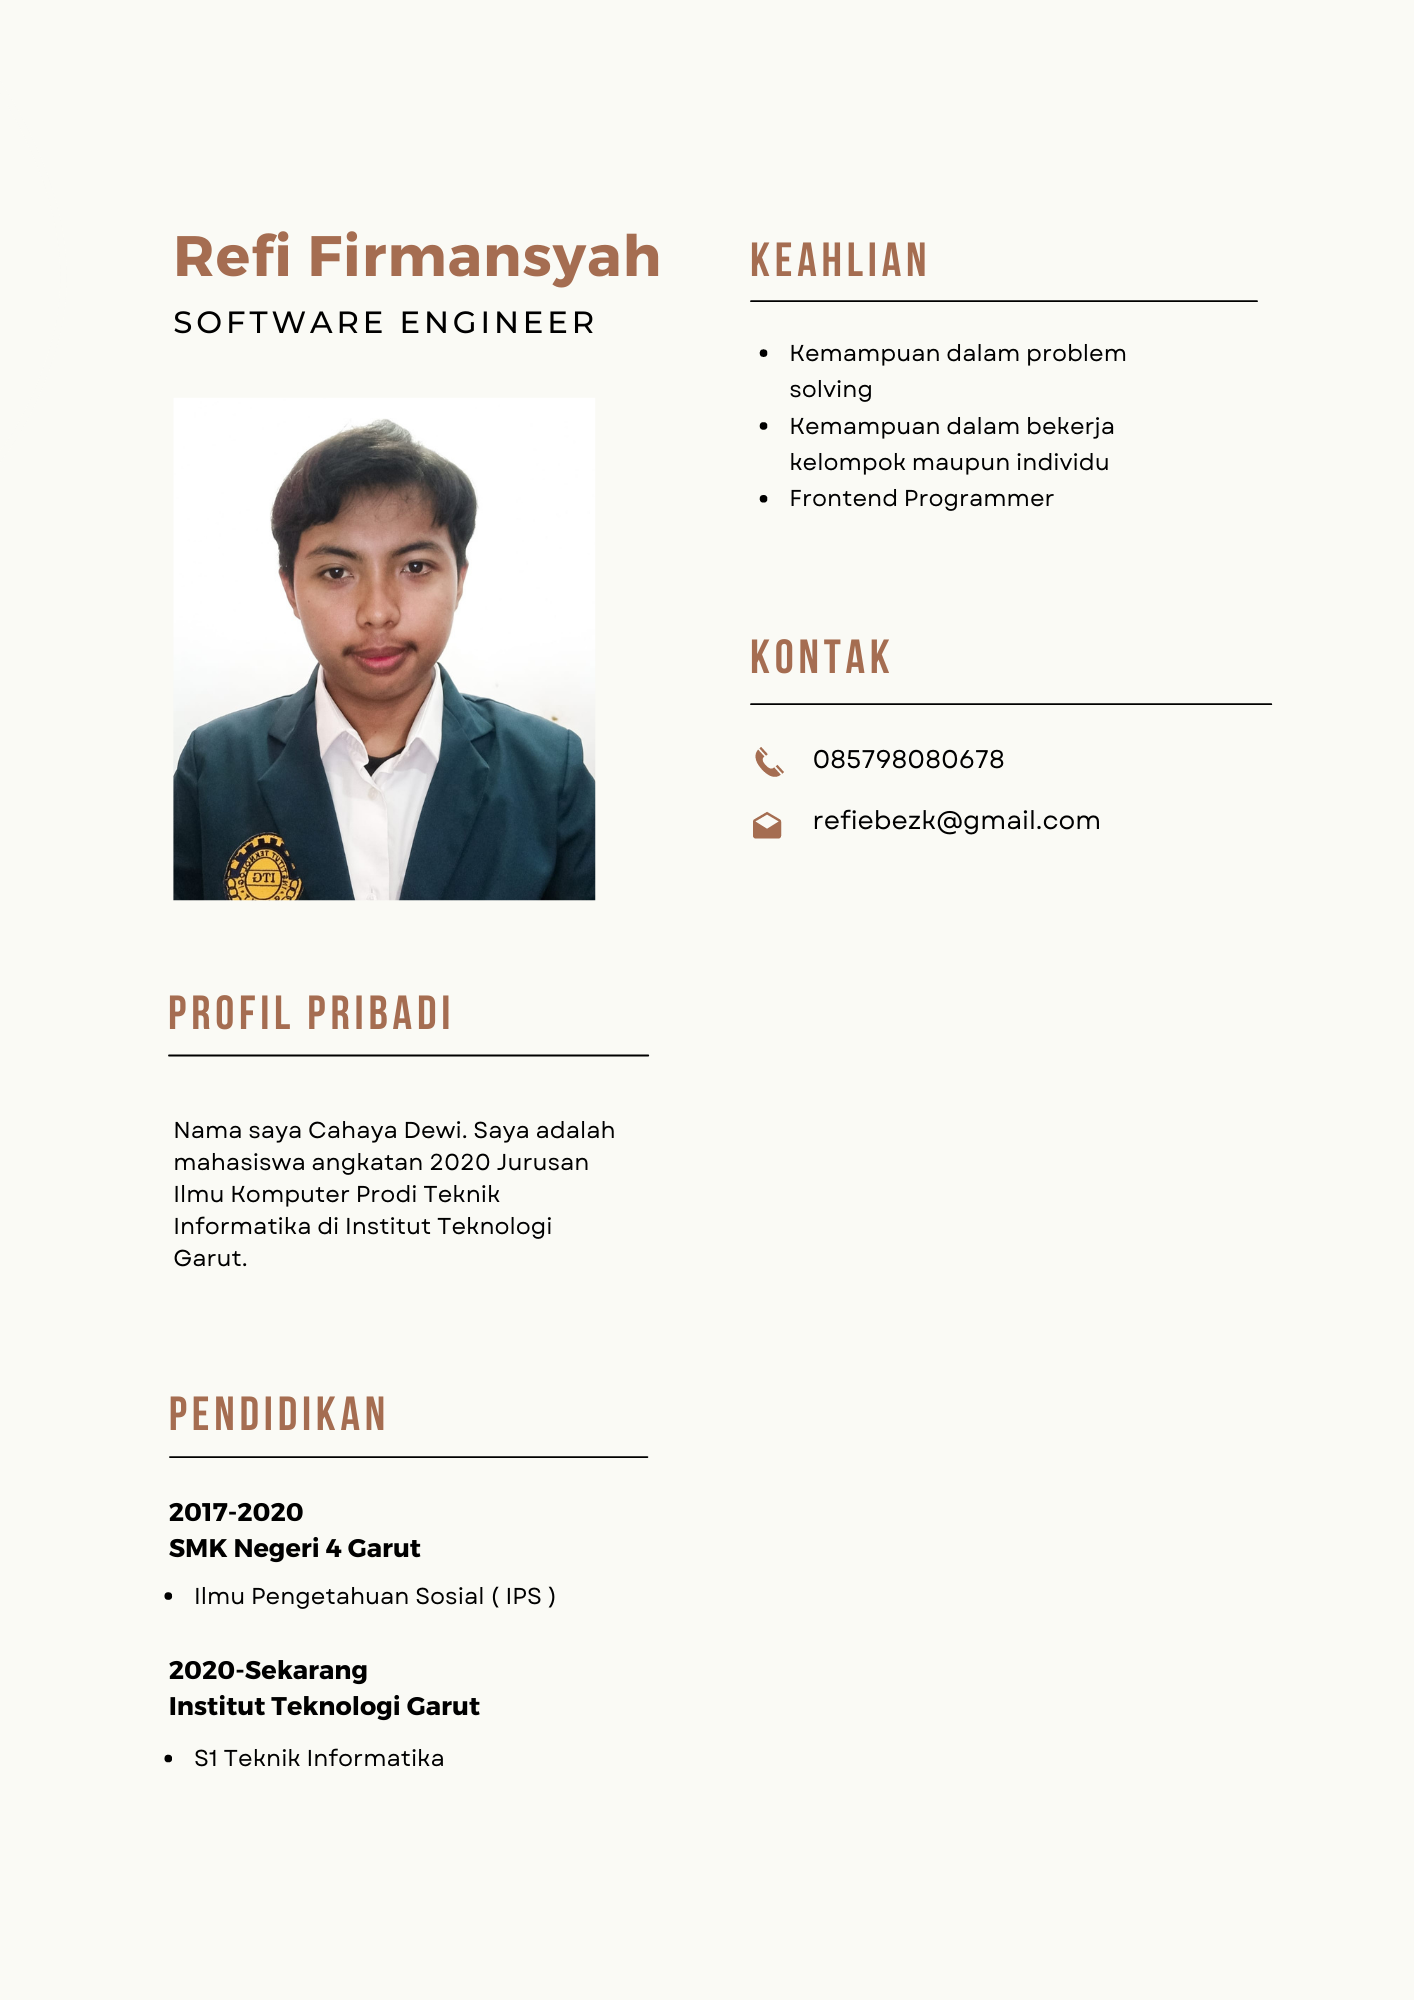 Refi Firmansyah
SOFTWARE ENGINEER
PROFIL PRIBADI
Nama saya Cahaya Dewi. Saya adalah
mahasiswa angkatan 2020 Jurusan
Ilmu Komputer Prodi Teknik
Informatika di Institut Teknologi
Garut.
PENDIDIKAN
2017-2020
SMK Negeri 4 Garut
• Ilmu Pengetahuan Sosial ( IPS )
2020-Sekarang
Institut Teknologi Garut
• S1 Teknik Informatika
KEAHLIAN
• Kemampuan dalam problem
solving
• Kemampuan dalam bekerja
kelompok maupun individu
• Frontend Programmer
KONTAK
085798080678
refiebezk@gmail.com